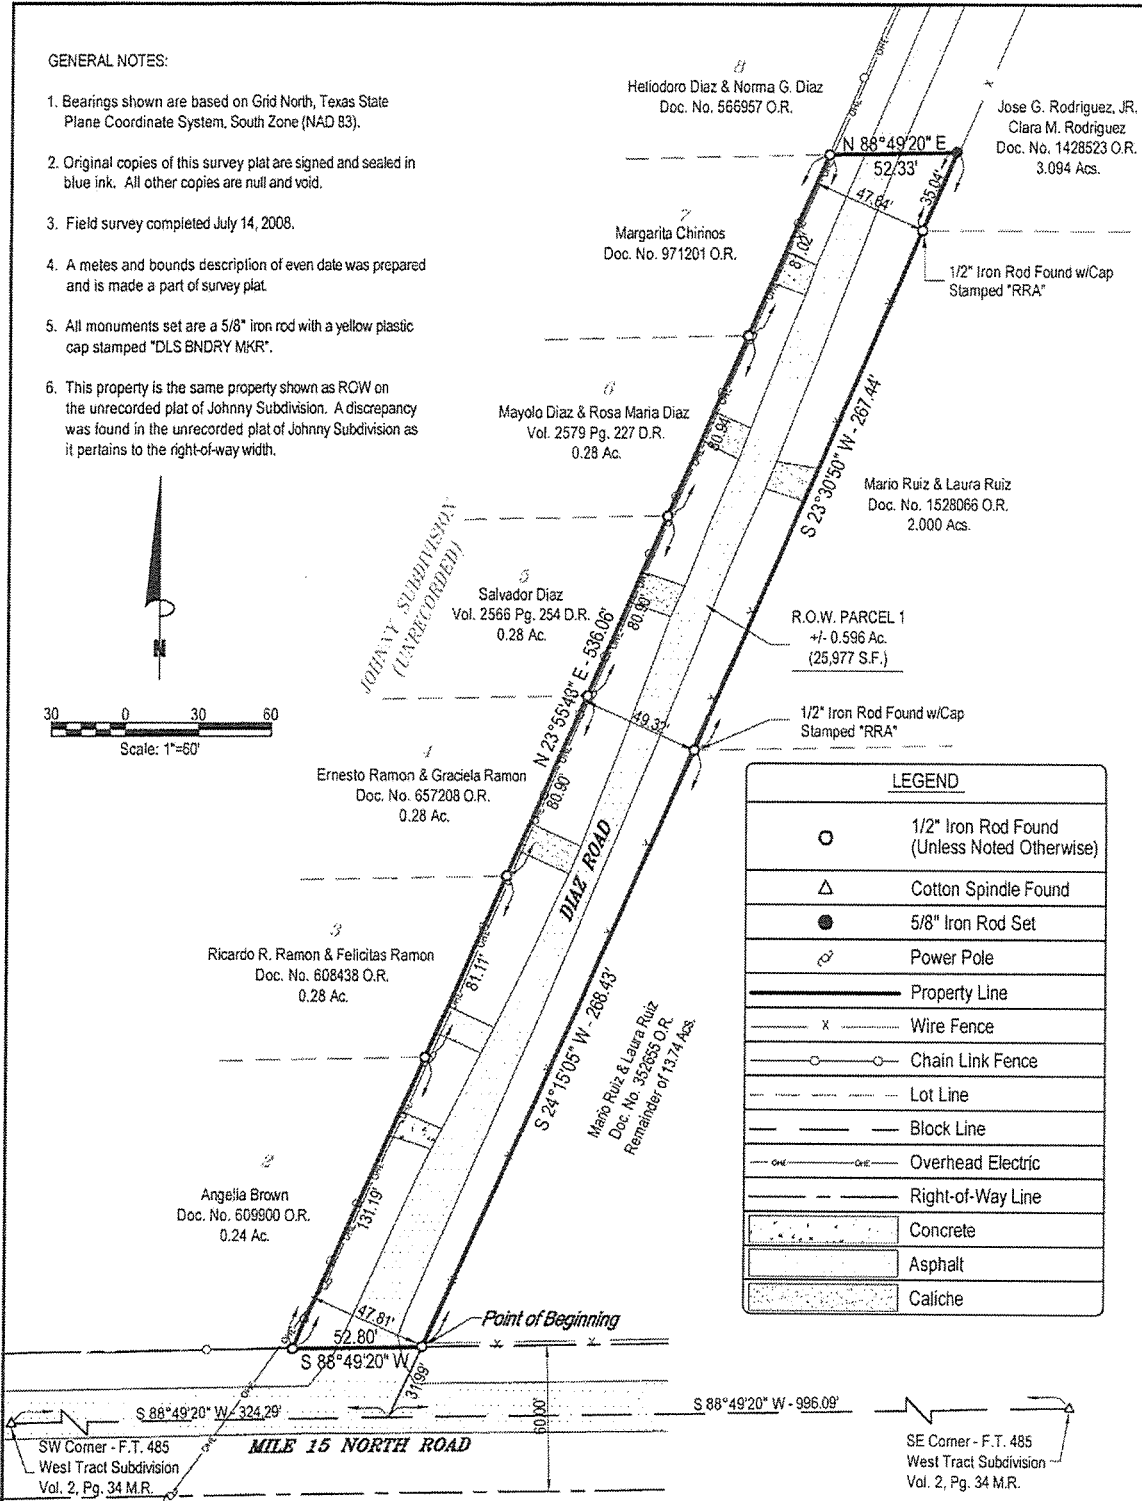 GENERAL NOTES:
1. Bearings shown are based on Grid North, Texas State
Plane Coordinate System, South Zone (NAD 83).
2. Original copies of this survey plat are signed and sealed in
blue ink. All other copies are null and void.
3. Field survey completed July 14, 2008.
4. A metes and bounds description of even date was prepared
and is made a part of survey plat.
5. All monuments set are a 5/8" iron rod with a yellow plastic
cap stamped "DLS BNDRY MKR".
6. This property is the same property shown as ROW on
the unrecorded plat of Johnny Subdivision. A discrepancy
was found in the unrecorded plat of Johnny Subdivision as
it pertains to the right-of-way width.
N
30 0 30 60
Scale: 1"=60'
8
Heliodoro Diaz & Norma G. Diaz
Doc. No. 566957 O.R.
Jose G. Rodriguez, JR.
Clara M. Rodriguez
Doc. No. 1428523 O.R.
3.094 Acs.
N 88°49'20" E
52.33'
47.64'
35.04'
7
Margarita Chirinos
Doc. No. 971201 O.R.
81.02'
1/2" Iron Rod Found w/Cap
Stamped "RRA"
6
Mayolo Diaz & Rosa Maria Diaz
Vol. 2579 Pg. 227 D.R.
0.28 Ac.
80.94'
S 23°30'50" W - 267.44'
Mario Ruiz & Laura Ruiz
Doc. No. 1528066 O.R.
2.000 Acs.
JOHNNY SUBDIVISION
(UNRECORDED)
5
Salvador Diaz
Vol. 2566 Pg. 254 D.R.
0.28 Ac.
80.90'
N 23°55'43" E - 536.06'
R.O.W. PARCEL 1
+/- 0.596 Ac.
(25,977 S.F.)
49.32'
1/2" Iron Rod Found w/Cap
Stamped "RRA"
4
Ernesto Ramon & Graciela Ramon
Doc. No. 657208 O.R.
0.28 Ac.
80.90'
DIAZ ROAD
3
Ricardo R. Ramon & Felicitas Ramon
Doc. No. 608438 O.R.
0.28 Ac.
81.11'
S 24°15'05" W - 268.43'
Mario Ruiz & Laura Ruiz
Doc. No. 352655 O.R.
Remainder of 13.74 Acs.
2
Angelia Brown
Doc. No. 609900 O.R.
0.24 Ac.
131.19'
47.81'
52.80'
S 88°49'20" W
Point of Beginning
31.99'
60.00'
S 88°49'20" W - 324.29'
S 88°49'20" W - 996.09'
MILE 15 NORTH ROAD
SW Corner - F.T. 485
West Tract Subdivision
Vol. 2, Pg. 34 M.R.
SE Corner - F.T. 485
West Tract Subdivision
Vol. 2, Pg. 34 M.R.
LEGEND
1/2" Iron Rod Found
(Unless Noted Otherwise)
Cotton Spindle Found
5/8" Iron Rod Set
Power Pole
Property Line
X Wire Fence
Chain Link Fence
Lot Line
Block Line
OHE OHE Overhead Electric
Right-of-Way Line
Concrete
Asphalt
Caliche